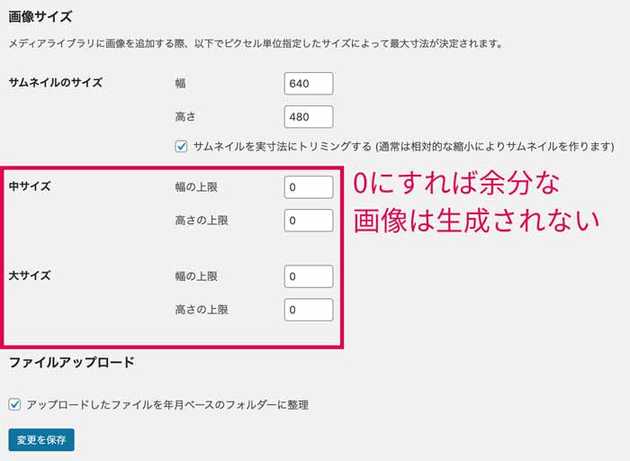 画像サイズ
メディアライブラリに画像を追加する際、以下でピクセル単位指定したサイズによって最大寸法が決定されます。
サムネイルのサイズ 幅 640
高さ 480
サムネイルを実寸法にトリミングする (通常は相対的な縮小によりサムネイルを作ります)
中サイズ 幅の上限 0
高さの上限 0
大サイズ 幅の上限 0
高さの上限 0
0にすれば余分な
画像は生成されない
ファイルアップロード
アップロードしたファイルを年月ベースのフォルダーに整理
変更を保存